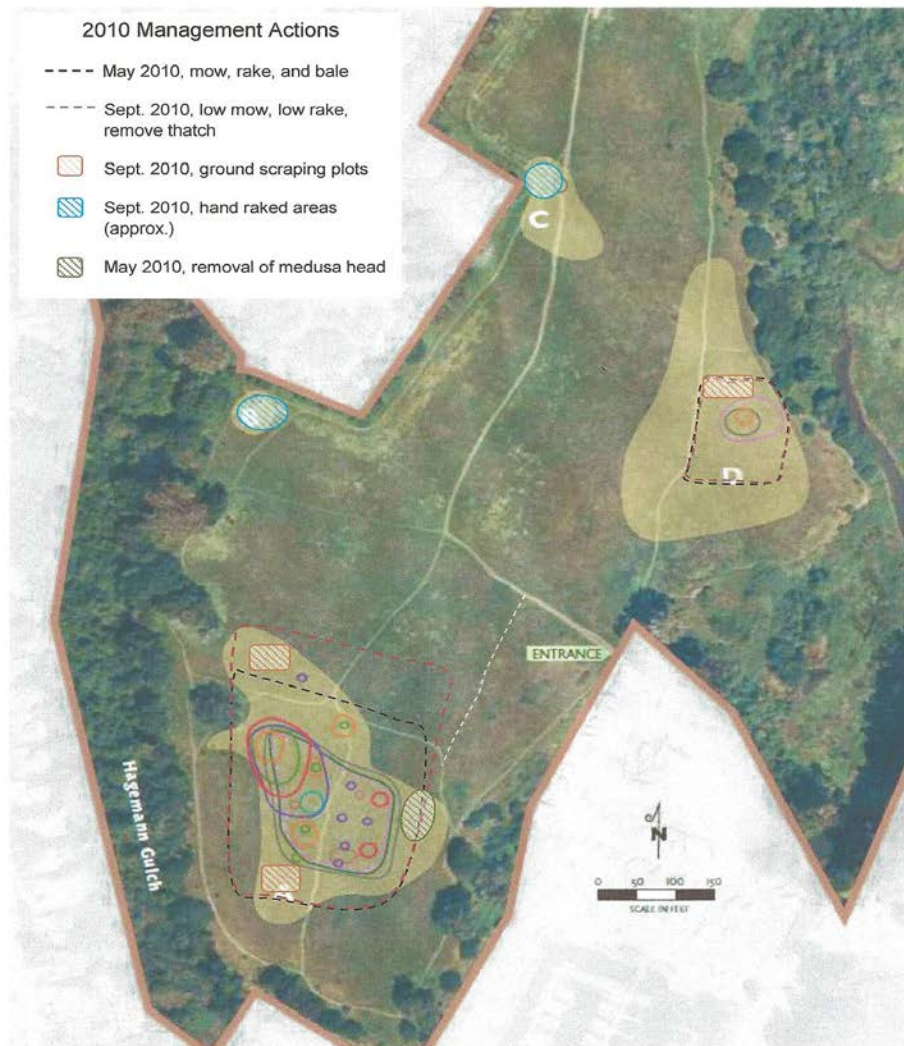 2010 Management Actions
May 2010, mow, rake, and bale
Sept. 2010, low mow, low rake,
remove thatch
Sept. 2010, ground scraping plots
Sept. 2010, hand raked areas
(approx.)
May 2010, removal of medusa head
C
D
ENTRANCE
Hagemann Gulch
N
0 50 100 150
SCALE IN FEET